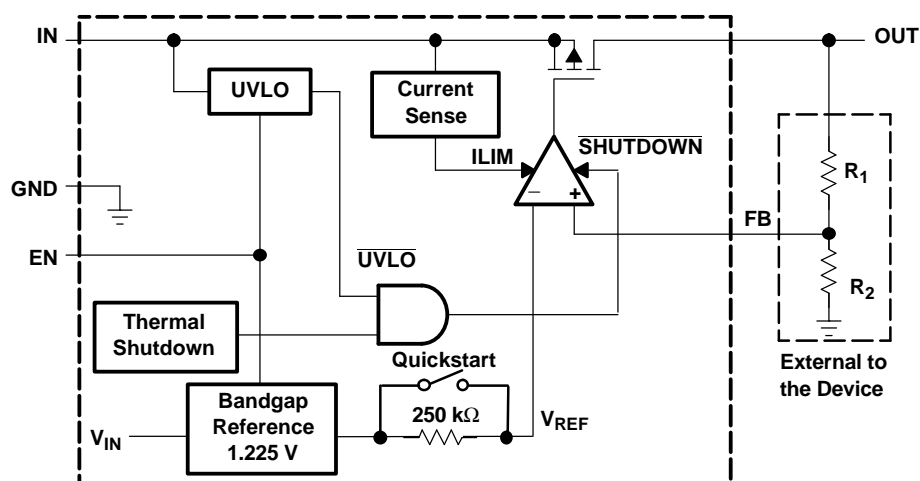 IN
OUT
UVLO
Current
Sense
SHUTDOWN
ILIM
R1
GND
−
+
FB
EN
UVLO
R2
Thermal
Shutdown
Quickstart
External to
the Device
Bandgap
Reference
1.225 V
250 kΩ
VREF
VIN